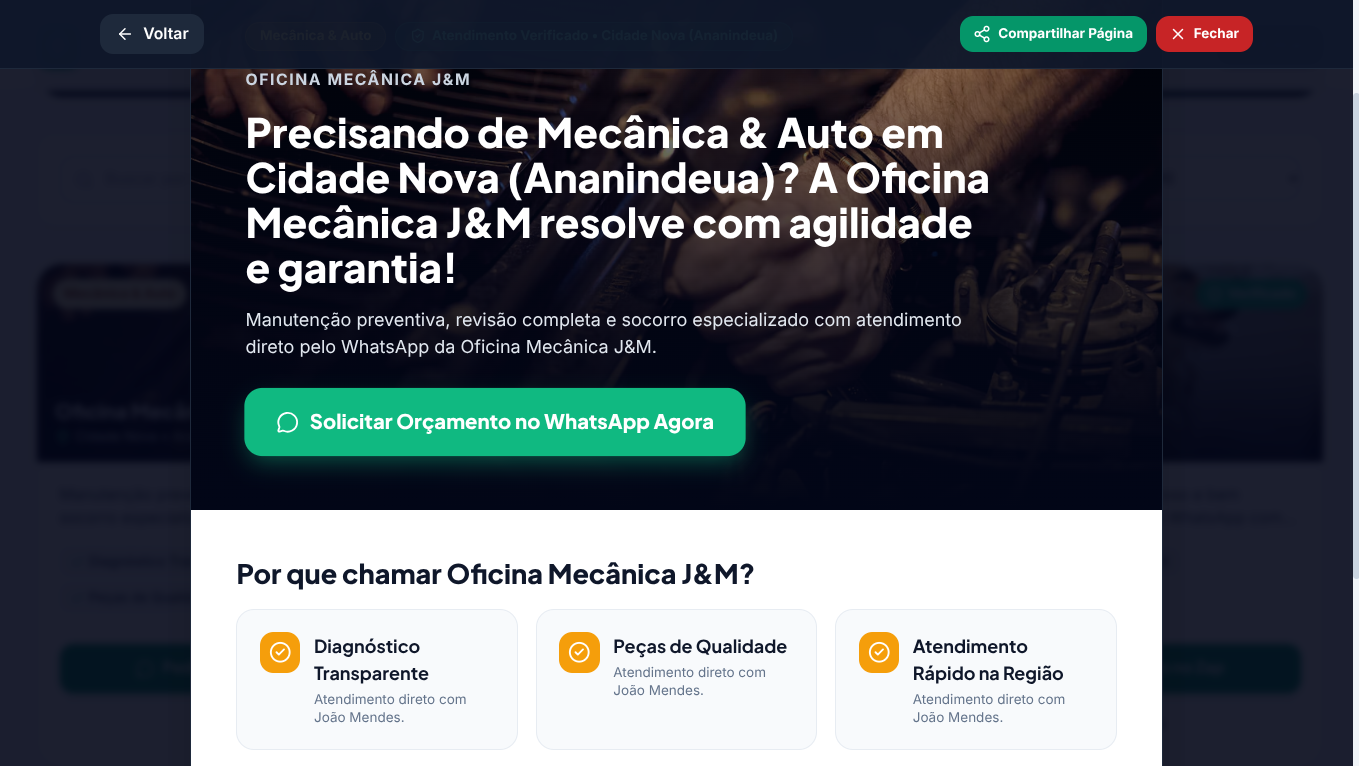 Voltar
Mecânica & Auto
Atendimento Verificado • Cidade Nova (Ananindeua)
Compartilhar Página
Fechar
OFICINA MECÂNICA J&M
Precisando de Mecânica & Auto em
Cidade Nova (Ananindeua)? A Oficina
Mecânica J&M resolve com agilidade
e garantia!
Manutenção preventiva, revisão completa e socorro especializado com atendimento
direto pelo WhatsApp da Oficina Mecânica J&M.
Solicitar Orçamento no WhatsApp Agora
Por que chamar Oficina Mecânica J&M?
Diagnóstico
Transparente
Atendimento direto com
João Mendes.
Peças de Qualidade
Atendimento direto com
João Mendes.
Atendimento
Rápido na Região
Atendimento direto com
João Mendes.